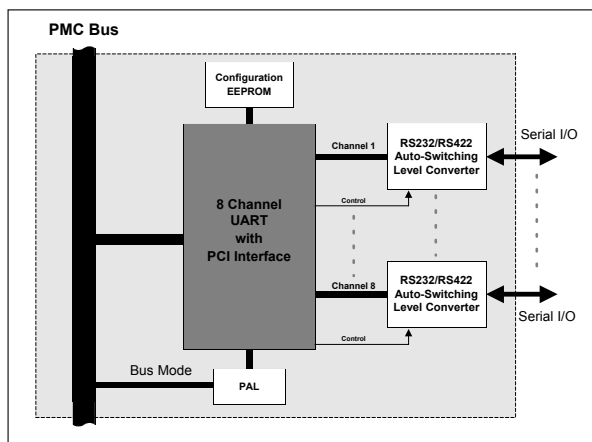 PMC Bus
Configuration
EEPROM
8 Channel
UART
with
PCI Interface
Channel 1
Control
RS232/RS422
Auto-Switching
Level Converter
Serial I/O
Channel 8
Control
RS232/RS422
Auto-Switching
Level Converter
Serial I/O
Bus Mode
PAL